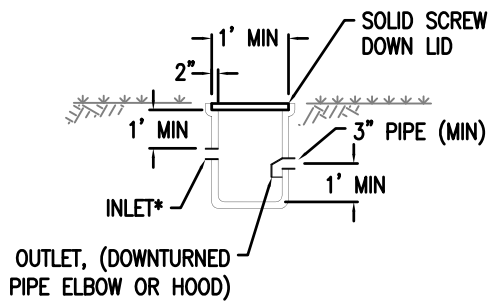 SOLID SCREW
DOWN LID
1' MIN
2"
1' MIN
3" PIPE (MIN)
1' MIN
INLET*
OUTLET, (DOWNTURNED
PIPE ELBOW OR HOOD)